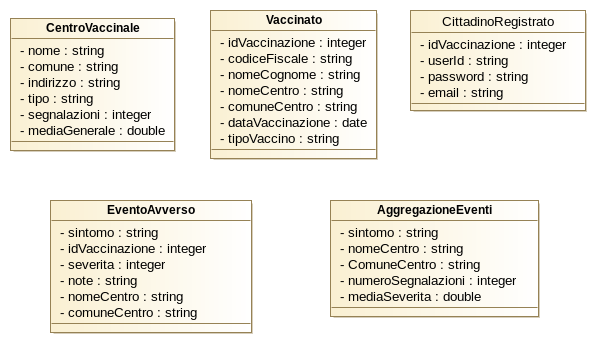 CentroVaccinale
- nome : string
- comune : string
- indirizzo : string
- tipo : string
- segnalazioni : integer
- mediaGenerale : double
Vaccinato
- idVaccinazione : integer
- codiceFiscale : string
- nomeCognome : string
- nomeCentro : string
- comuneCentro : string
- dataVaccinazione : date
- tipoVaccino : string
CittadinoRegistrato
- idVaccinazione : integer
- userId : string
- password : string
- email : string
EventoAvverso
- sintomo : string
- idVaccinazione : integer
- severita : integer
- note : string
- nomeCentro : string
- comuneCentro : string
AggregazioneEventi
- sintomo : string
- nomeCentro : string
- ComuneCentro : string
- numeroSegnalazioni : integer
- mediaSeverita : double